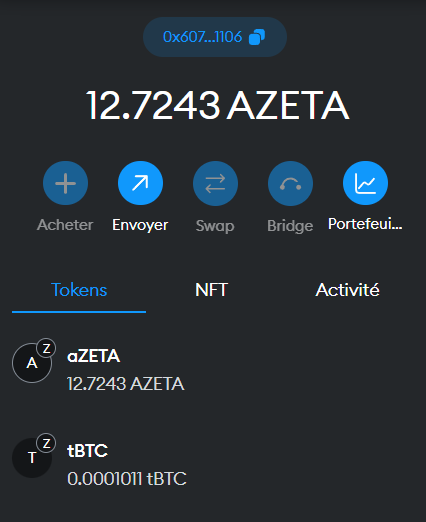 0x607...1106
12.7243 AZETA
Acheter Envoyer Swap Bridge Portefeui...
Tokens NFT Activité
A Z
aZETA
12.7243 AZETA
T Z
tBTC
0.0001011 tBTC